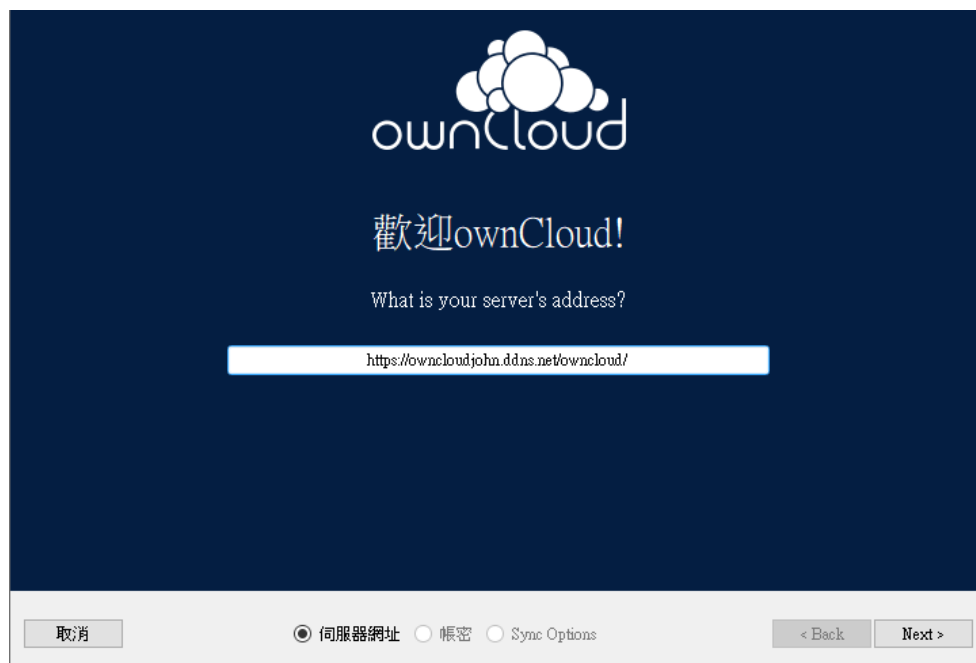 ownCloud
歡迎ownCloud!
What is your server's address?
https://owncloudjohn.ddns.net/owncloud/
取消
伺服器網址
帳密
Sync Options
< Back
Next >